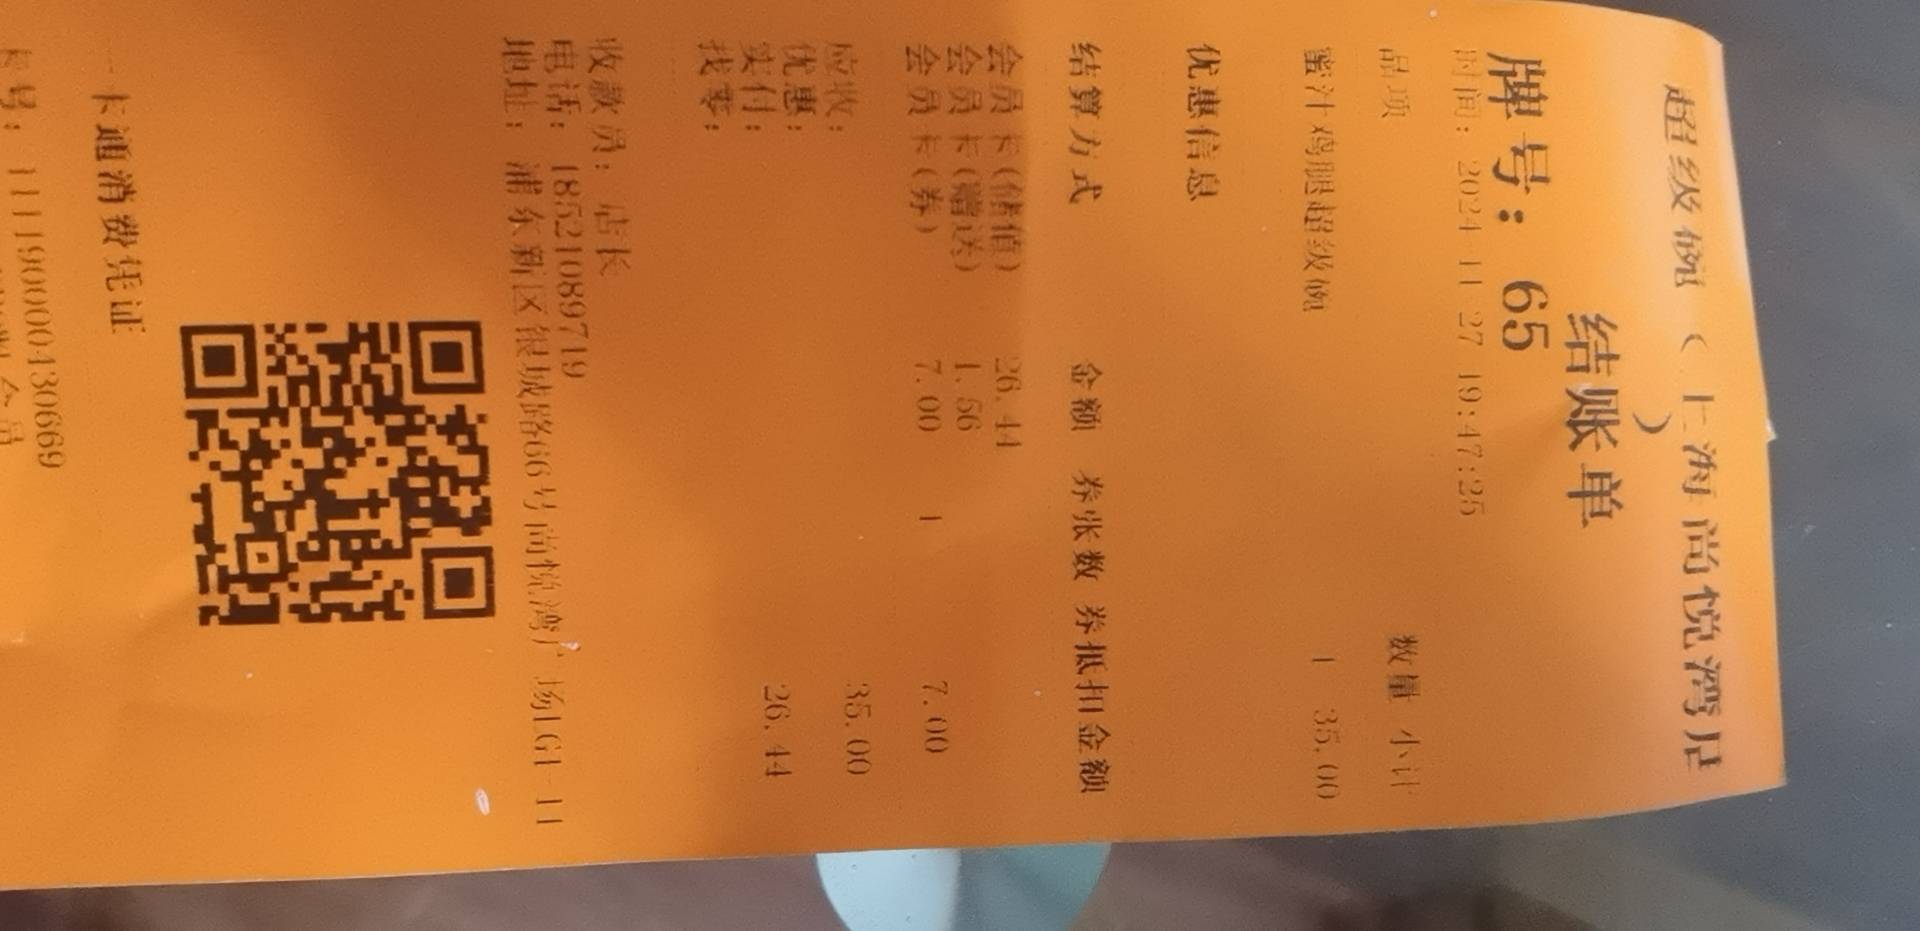 超级碗（上海尚悦湾店
）
结账单
牌号：65
时间：2024-11-27 19:47:25
品项 数量 小计
蜜汁鸡腿超级碗 1 35.00
优惠信息
结算方式 金额 券张数 券抵扣金额
会员卡(储值) 26.44
会员卡(赠送) 1.56
会员卡(券) 7.00 1 7.00
应收： 35.00
优惠：
实付： 26.44
找零：
收款员：店长
电话： 18521089719
地址： 浦东新区银城路66号尚悦湾广场LG1-11
一卡通消费凭证
卡号：1111900000430669